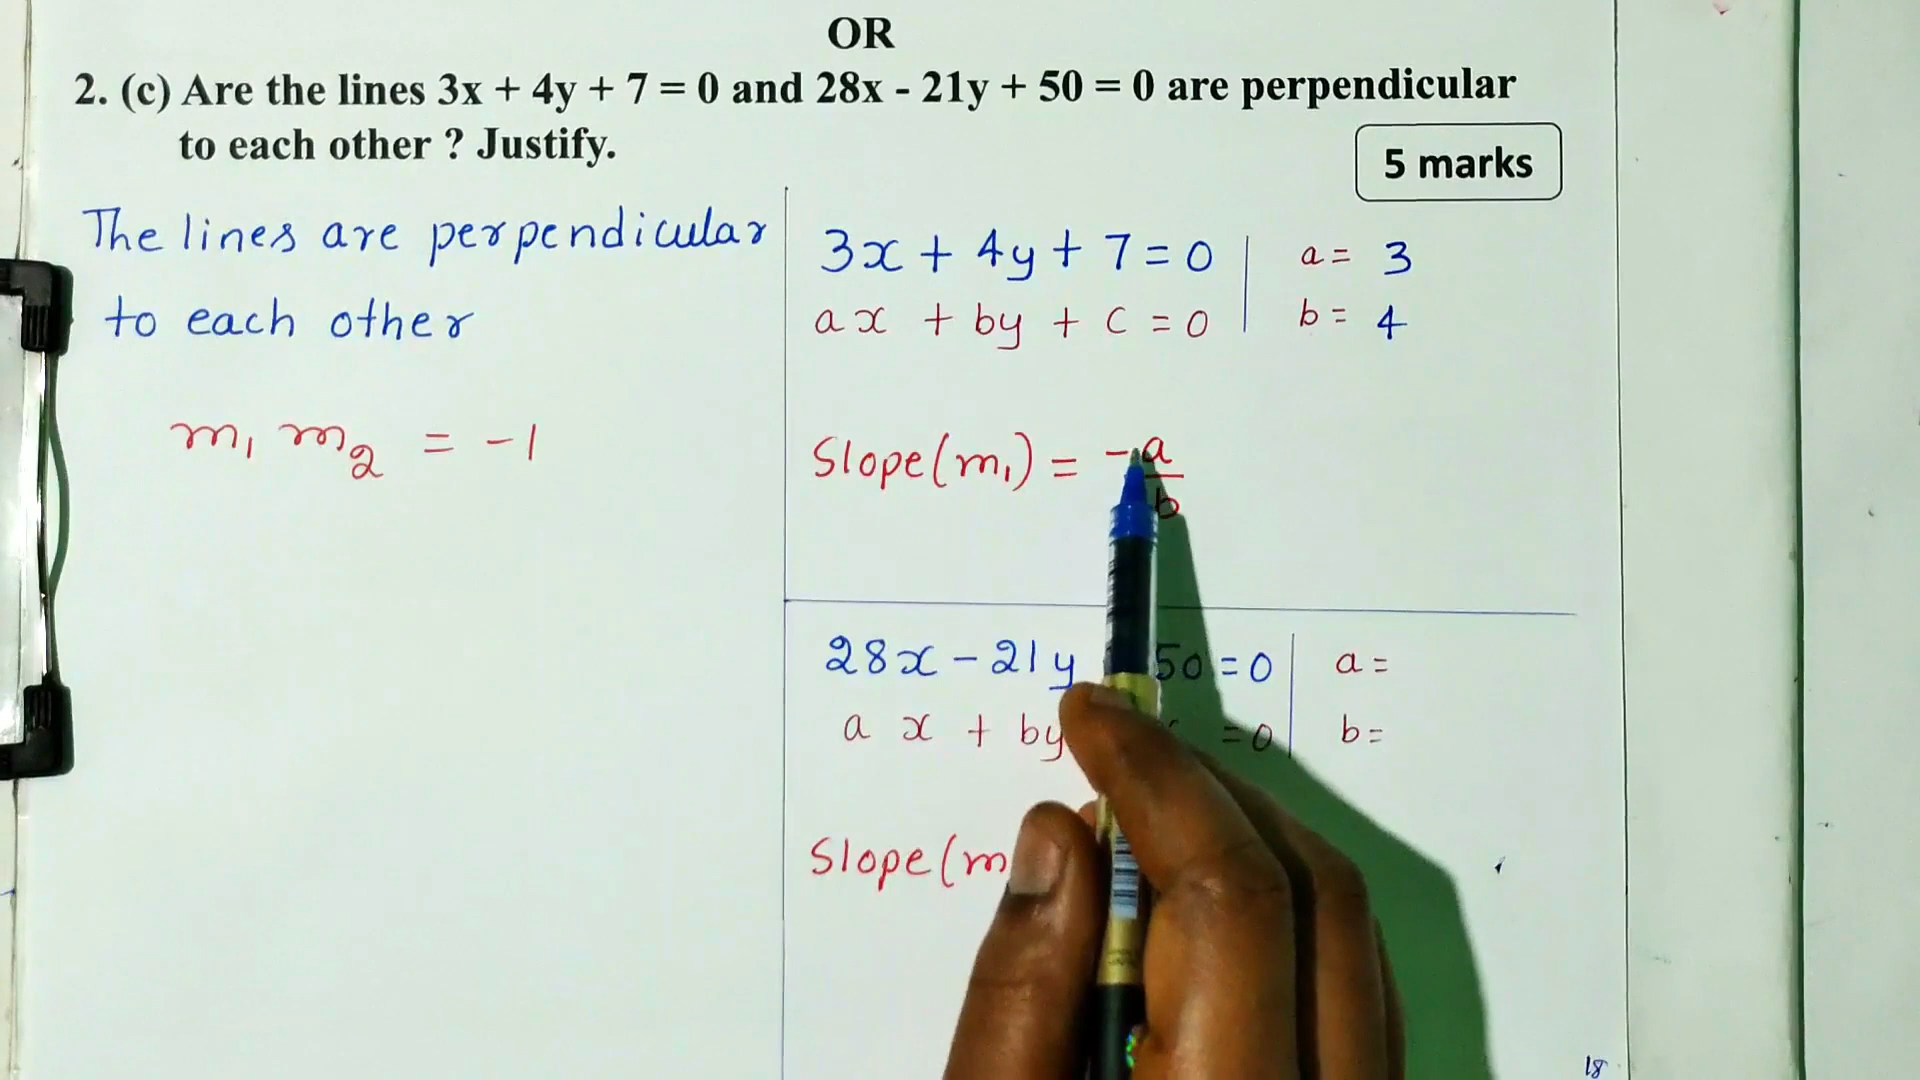 OR
2. (c) Are the lines 3x + 4y + 7 = 0 and 28x - 21y + 50 = 0 are perpendicular
to each other ? Justify.
5 marks
The lines are perpendicular
to each other
m₁ m₂ = -1
3x + 4y + 7 = 0
ax + by + c = 0
a = 3
b = 4
Slope(m₁) = -a/b
28x - 21y 50 = 0
a x + by = 0
a =
b =
Slope(m
18